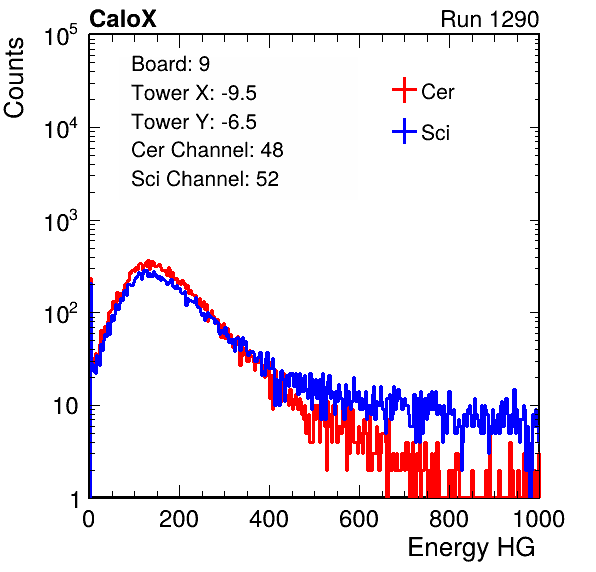 CaloX Run 1290
Counts
Board: 9
Tower X: -9.5
Tower Y: -6.5
Cer Channel: 48
Sci Channel: 52
Cer
Sci
10^5
10^4
10^3
10^2
10
1
0 200 400 600 800 1000
Energy HG